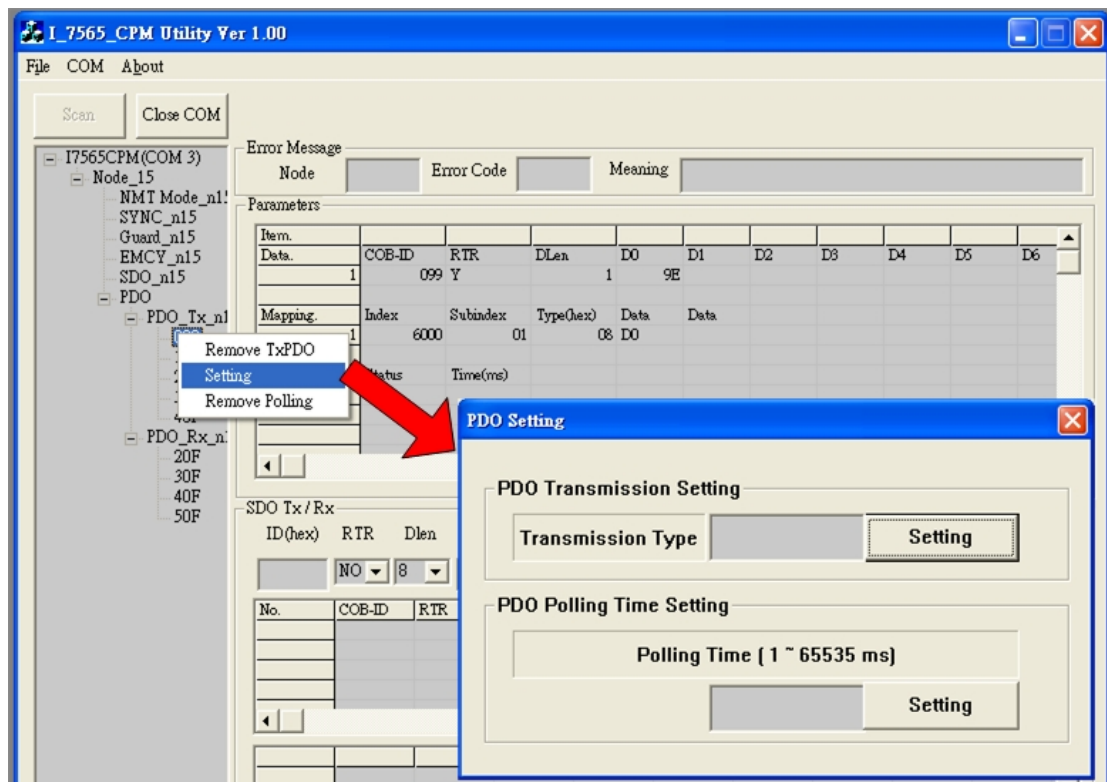 I_7565_CPM Utility Ver 1.00
File COM About
Scan Close COM
I7565CPM(COM 3)
Node_15
NMT Mode_n1
SYNC_n15
Guard_n15
EMCY_n15
SDO_n15
PDO
PDO_Tx_n1
Remove TxPDO
Setting
Remove Polling
PDO_Rx_n
20F
30F
40F
50F
Error Message
Node Error Code Meaning
Parameters
Item.
Data. COB-ID RTR DLen D0 D1 D2 D3 D4 D5 D6
1 099 Y 1 9E
Mapping. Index Subindex Type(hex) Data Data
1 6000 01 08 D0
Time(ms)
SDO Tx / Rx
ID(hex) RTR Dlen
NO 8
No. COB-ID RTR
PDO Setting
PDO Transmission Setting
Transmission Type Setting
PDO Polling Time Setting
Polling Time ( 1 ~ 65535 ms)
Setting